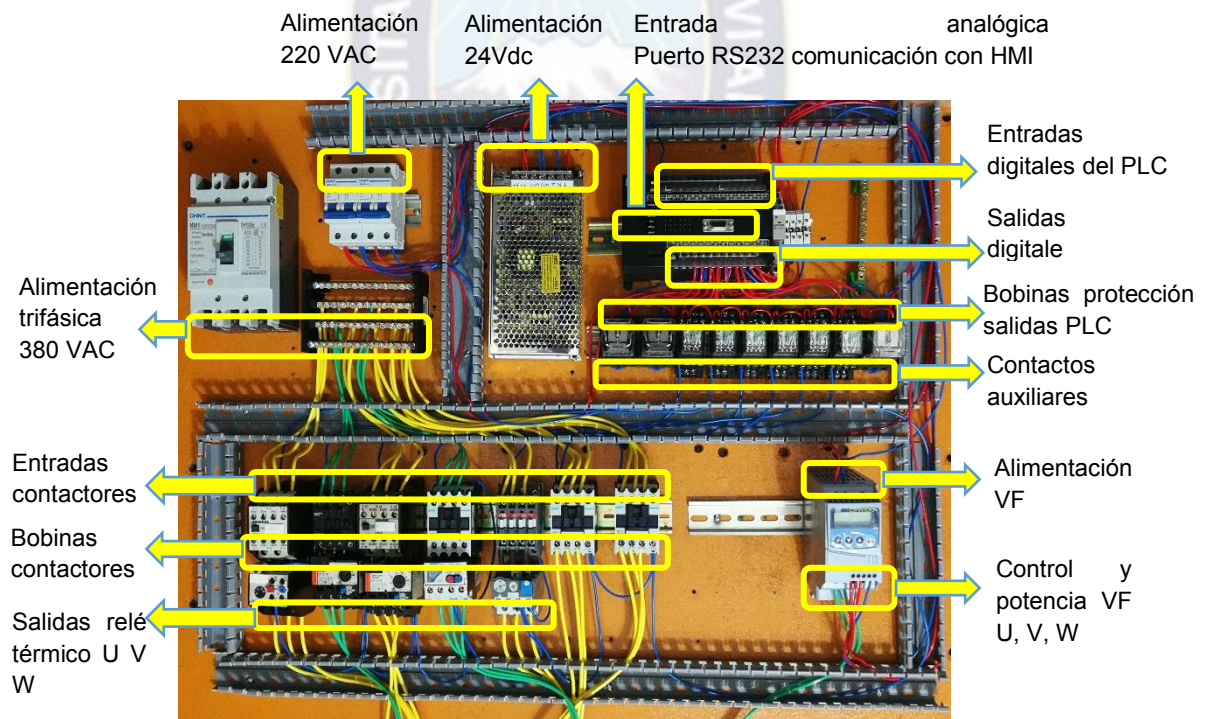 Alimentación
220 VAC
Alimentación
24Vdc
Entrada analógica
Puerto RS232 comunicación con HMI
Entradas
digitales del PLC
Salidas
digitale
Bobinas protección
salidas PLC
Contactos
auxiliares
Alimentación
trifásica
380 VAC
Entradas
contactores
Bobinas
contactores
Salidas relé
térmico U V
W
Alimentación
VF
Control y
potencia VF
U, V, W
CHNT